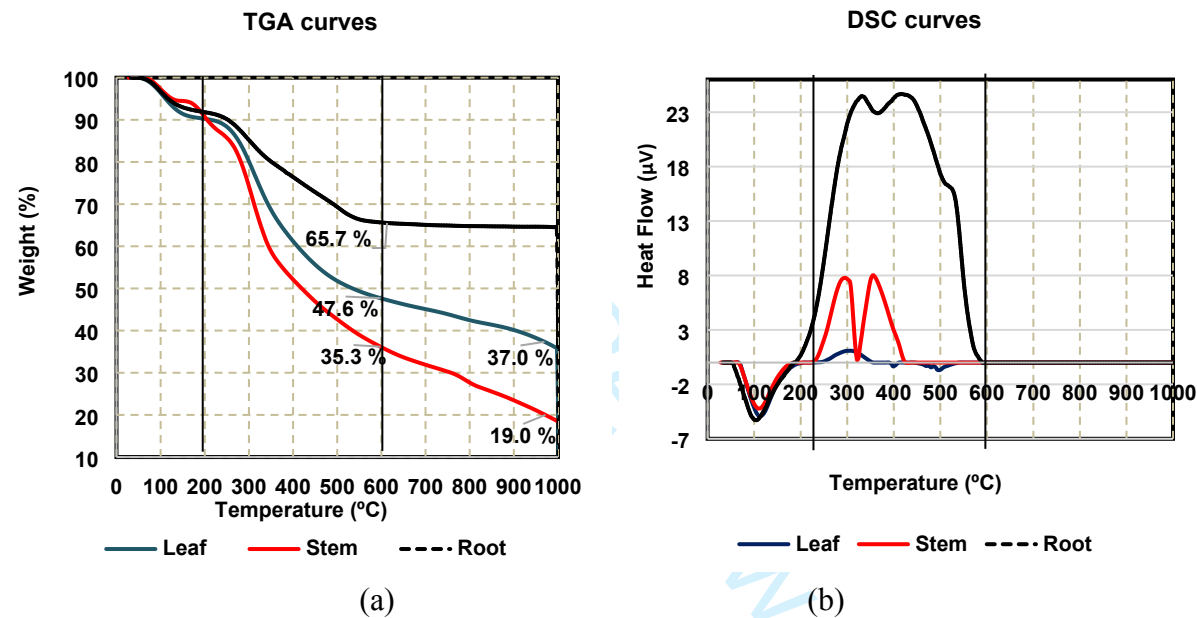 TGA curves
100
90
80
70
60
50
40
30
20
10
Weight (%)
65.7 %
47.6 %
35.3 %
37.0 %
19.0 %
0 100 200 300 400 500 600 700 800 900 1000
Temperature (ºC)
Leaf Stem Root
(a)
DSC curves
23
18
13
8
3
-2
-7
Heat Flow (µV)
0 100 200 300 400 500 600 700 800 900 1000
Temperature (ºC)
Leaf Stem Root
(b)